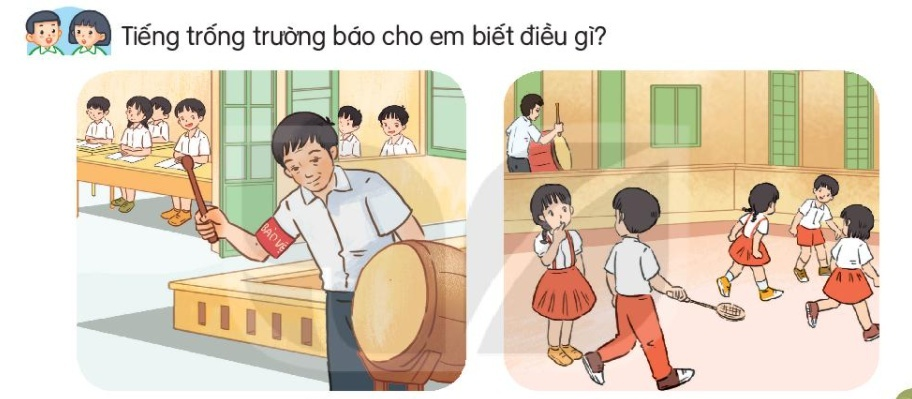 Tiếng trống trường báo cho em biết điều gì?
BẢO VỆ